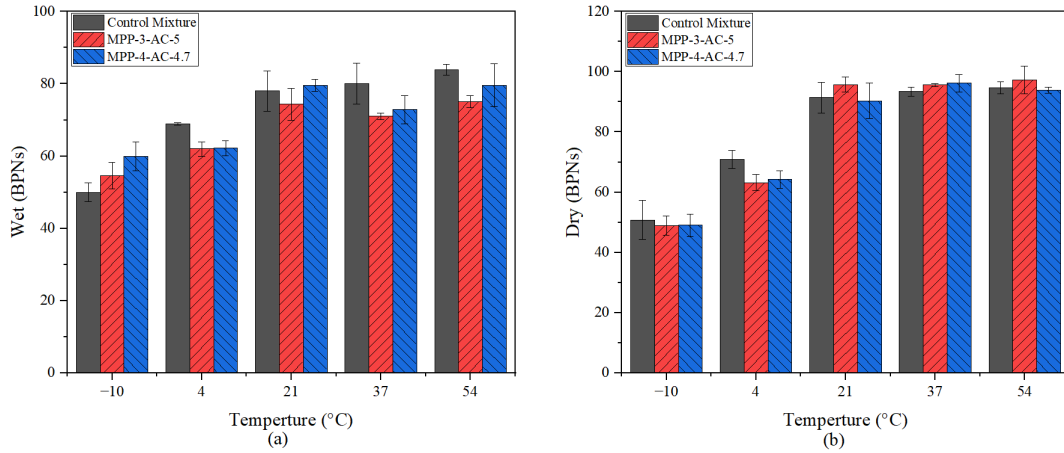 100
80
60
40
20
0
Wet (BPNs)
Control Mixture
MPP-3-AC-5
MPP-4-AC-4.7
−10 4 21 37 54
Temperture (°C)
(a)
120
100
80
60
40
20
0
Dry (BPNs)
Control Mixture
MPP-3-AC-5
MPP-4-AC-4.7
−10 4 21 37 54
Temperture (°C)
(b)